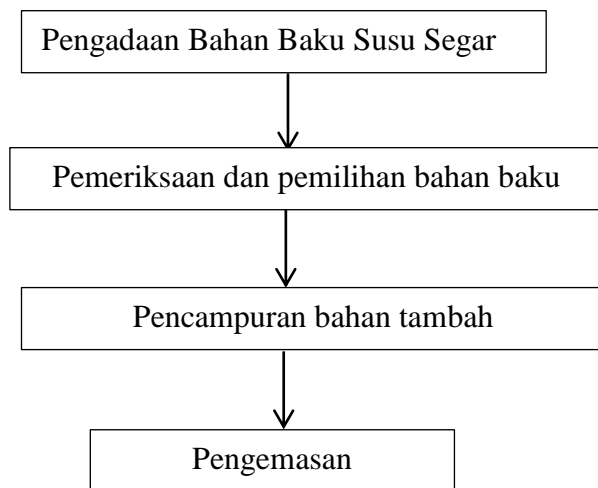 Pengadaan Bahan Baku Susu Segar
Pemeriksaan dan pemilihan bahan baku
Pencampuran bahan tambah
Pengemasan